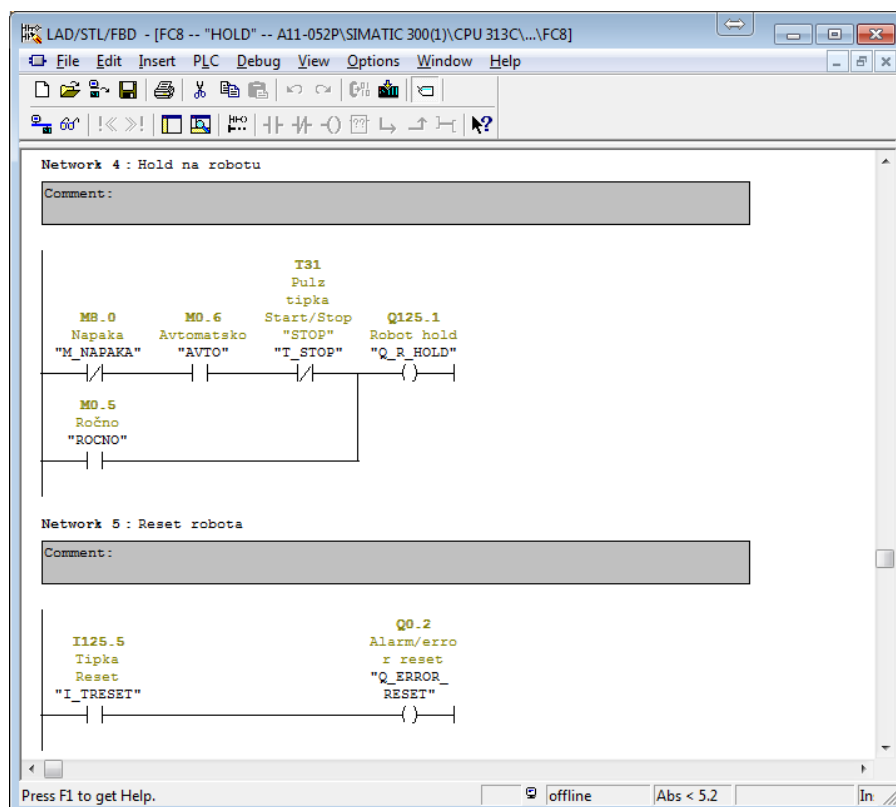 LAD/STL/FBD - [FC8 -- "HOLD" -- A11-052P\SIMATIC 300(1)\CPU 313C\...\FC8]
File Edit Insert PLC Debug View Options Window Help
Network 4 : Hold na robotu
Comment:
T31
Pulz
tipka
M8.0 M0.6 Start/Stop Q125.1
Napaka Avtomatsko "STOP" Robot hold
"M_NAPAKA" "AVTO" "T_STOP" "Q_R_HOLD"
M0.5
Ročno
"ROCNO"
Network 5 : Reset robota
Comment:
Q0.2
I125.5 Alarm/erro
Tipka r reset
Reset "Q_ERROR_
"I_TRESET" RESET"
Press F1 to get Help. offline Abs < 5.2 In